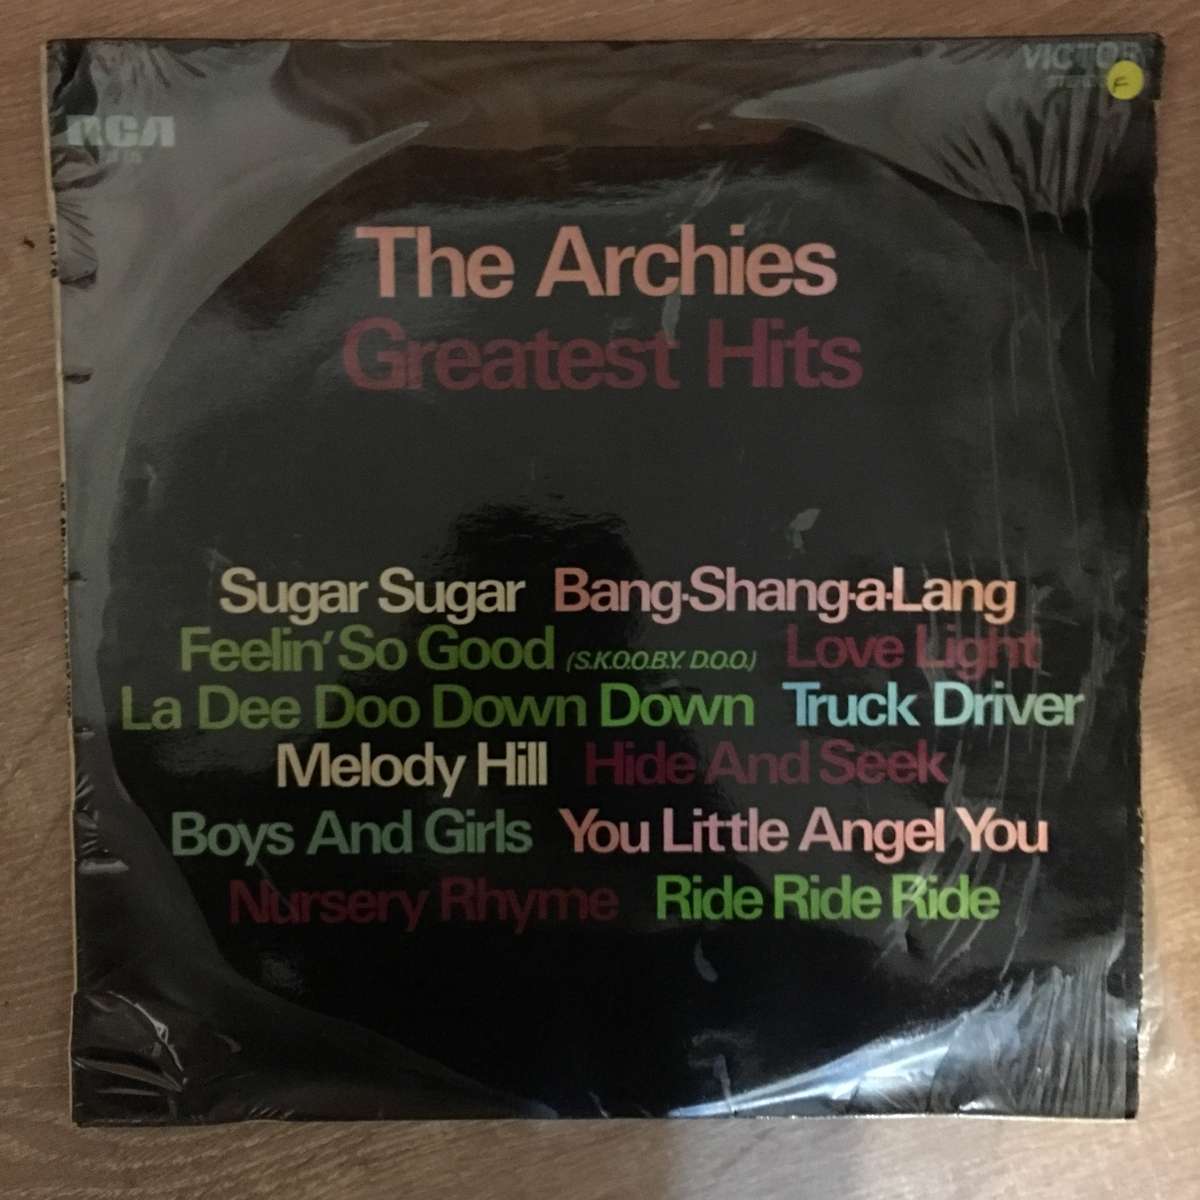 RCA
VICTOR
STEREO
F
The Archies
Greatest Hits
Sugar Sugar Bang-Shang-a-Lang
Feelin' So Good (S.K.O.O.B.Y. D.O.O.) Love Light
La Dee Doo Down Down Truck Driver
Melody Hill Hide And Seek
Boys And Girls You Little Angel You
Nursery Rhyme Ride Ride Ride